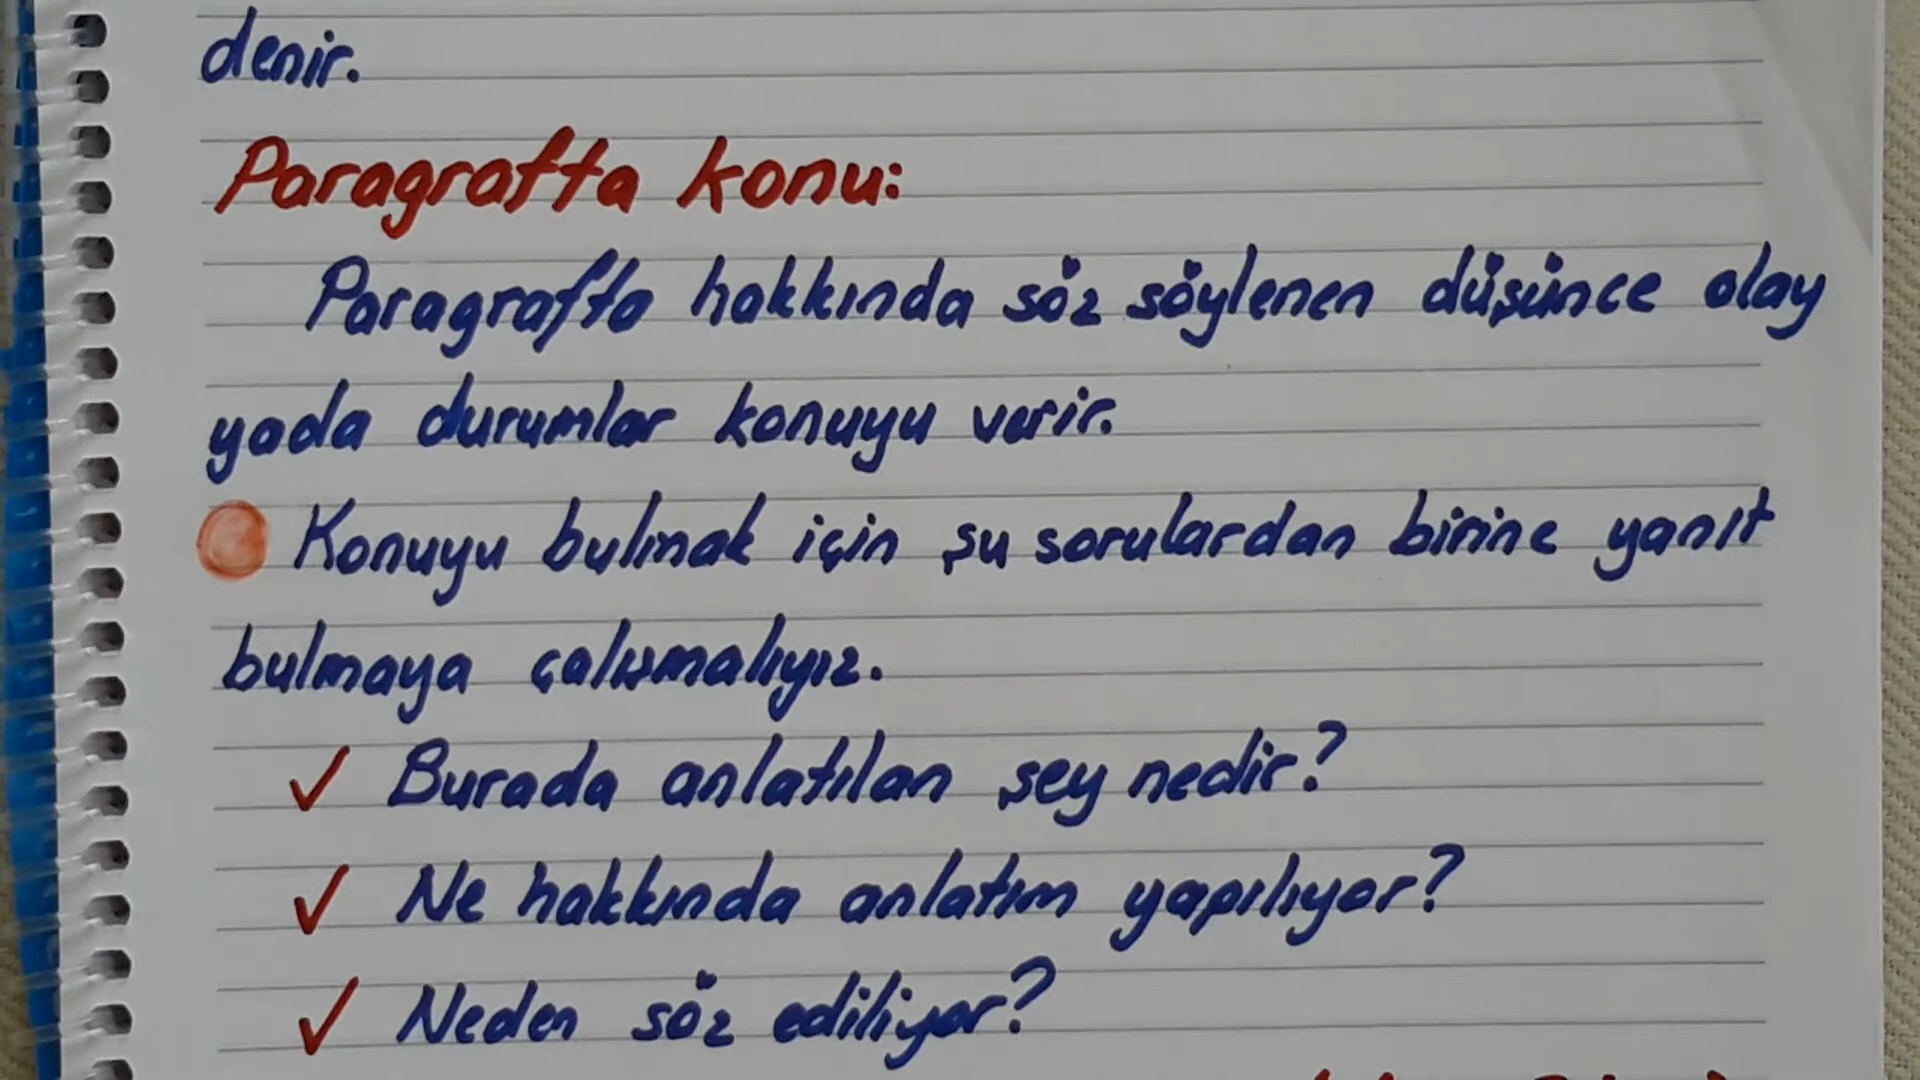 denir.
Paragrafta konu:
Paragrafta hakkında söz söylenen düşünce olay
yada durumlar konuyu verir.
Konuyu bulmak için şu sorulardan birine yanıt
bulmaya çalışmalıyız.
✓ Burada anlatılan şey nedir?
✓ Ne hakkında anlatım yapılıyor?
✓ Neden söz ediliyor?